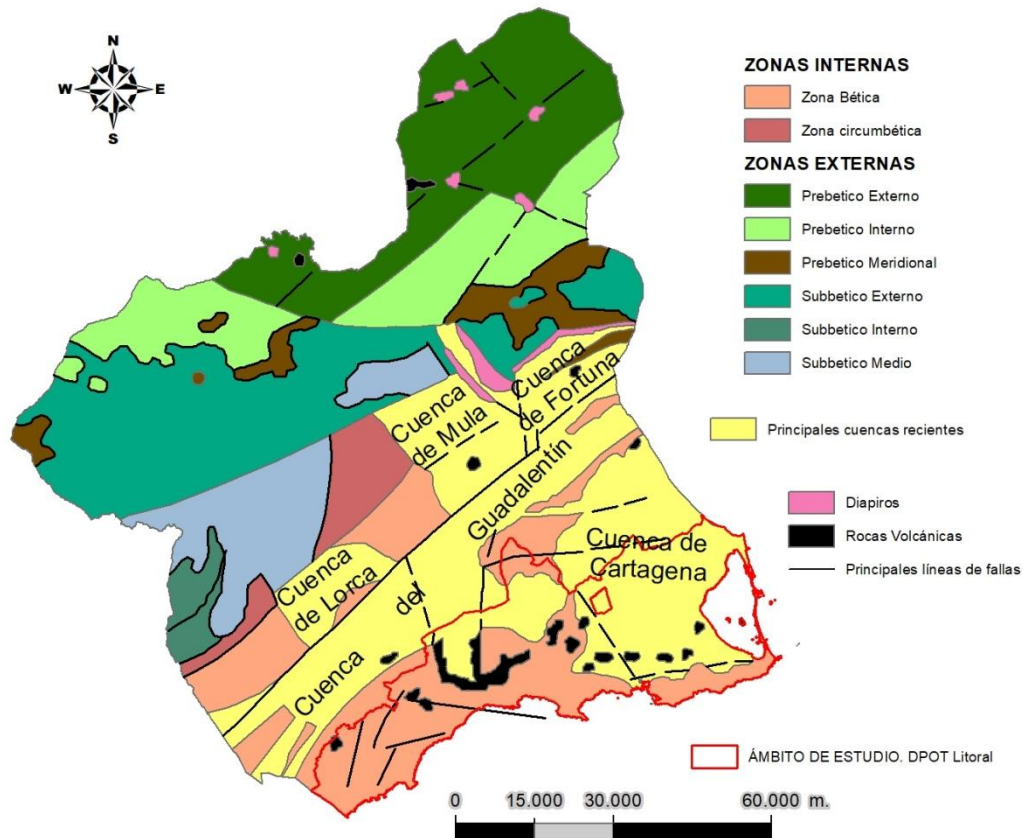 N
W
E
S
ZONAS INTERNAS
Zona Bética
Zona circumbética
ZONAS EXTERNAS
Prebetico Externo
Prebetico Interno
Prebetico Meridional
Subbetico Externo
Subbetico Interno
Subbetico Medio
Principales cuencas recientes
Diapiros
Rocas Volcánicas
Principales líneas de fallas
ÁMBITO DE ESTUDIO. DPOT Litoral
Cuenca
de Mula
Cuenca
de Fortuna
Cuenca
de Lorca
Cuenca del Guadalentín
Cuenca de
Cartagena
0 15.000 30.000 60.000 m.